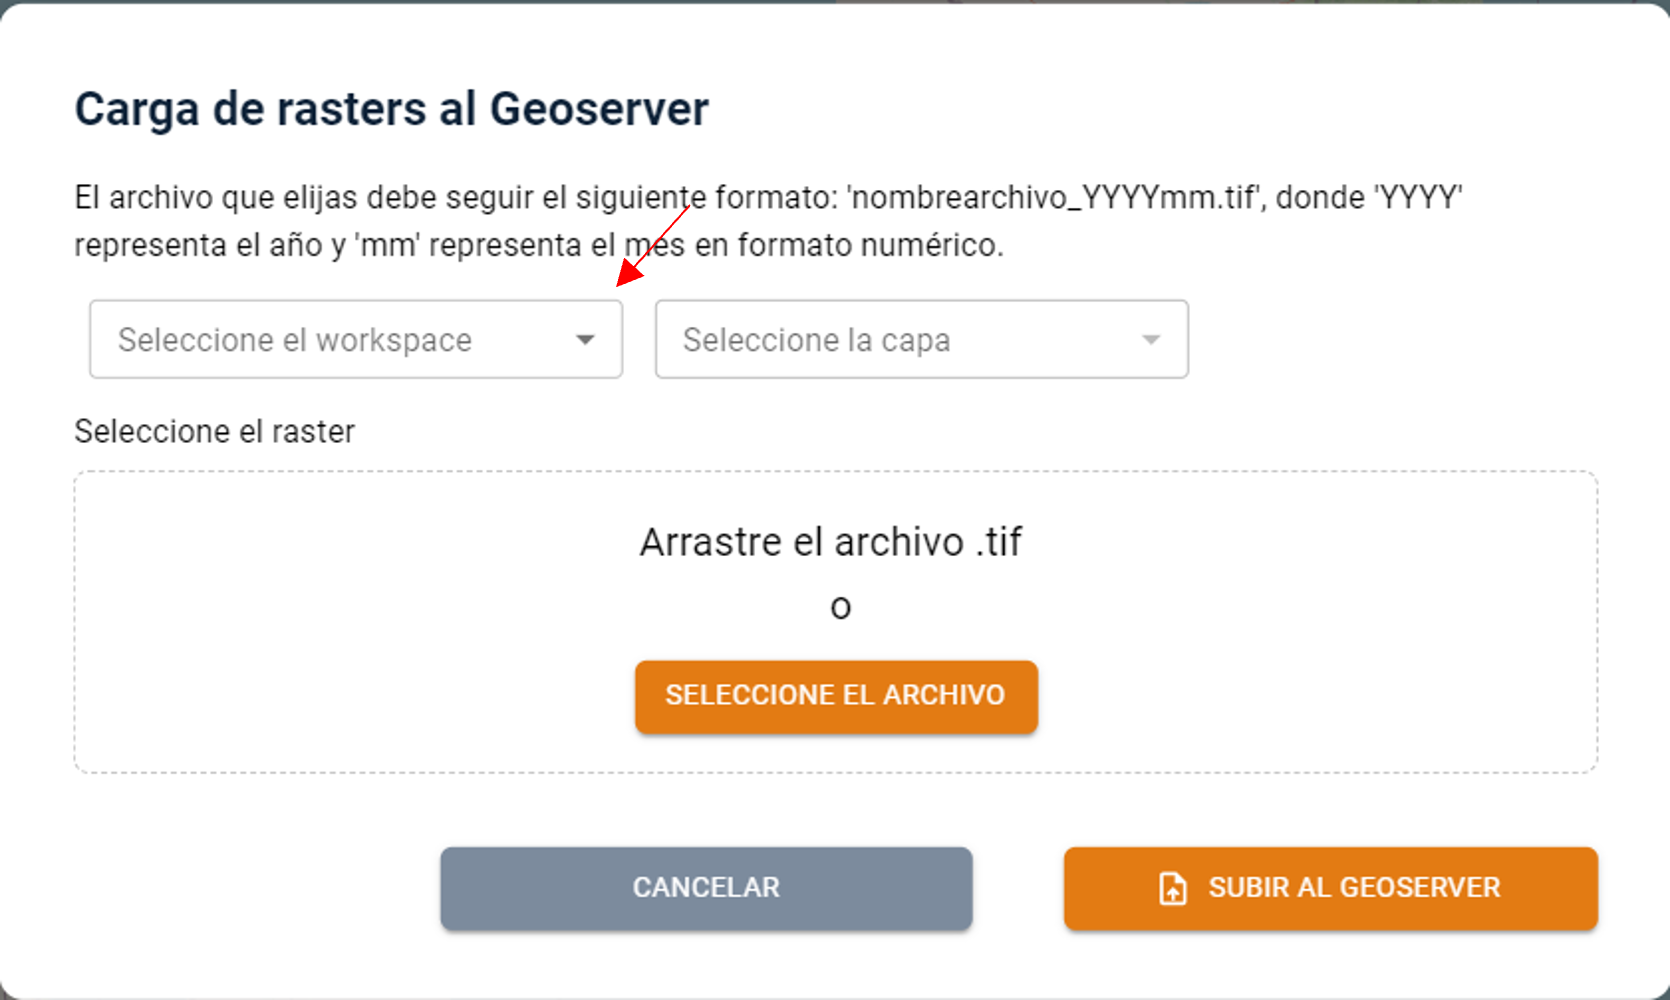 Carga de rasters al Geoserver
El archivo que elijas debe seguir el siguiente formato: 'nombrearchivo_YYYYmm.tif', donde 'YYYY'
representa el año y 'mm' representa el mes en formato numérico.
Seleccione el workspace
Seleccione la capa
Seleccione el raster
Arrastre el archivo .tif
o
SELECCIONE EL ARCHIVO
CANCELAR
SUBIR AL GEOSERVER